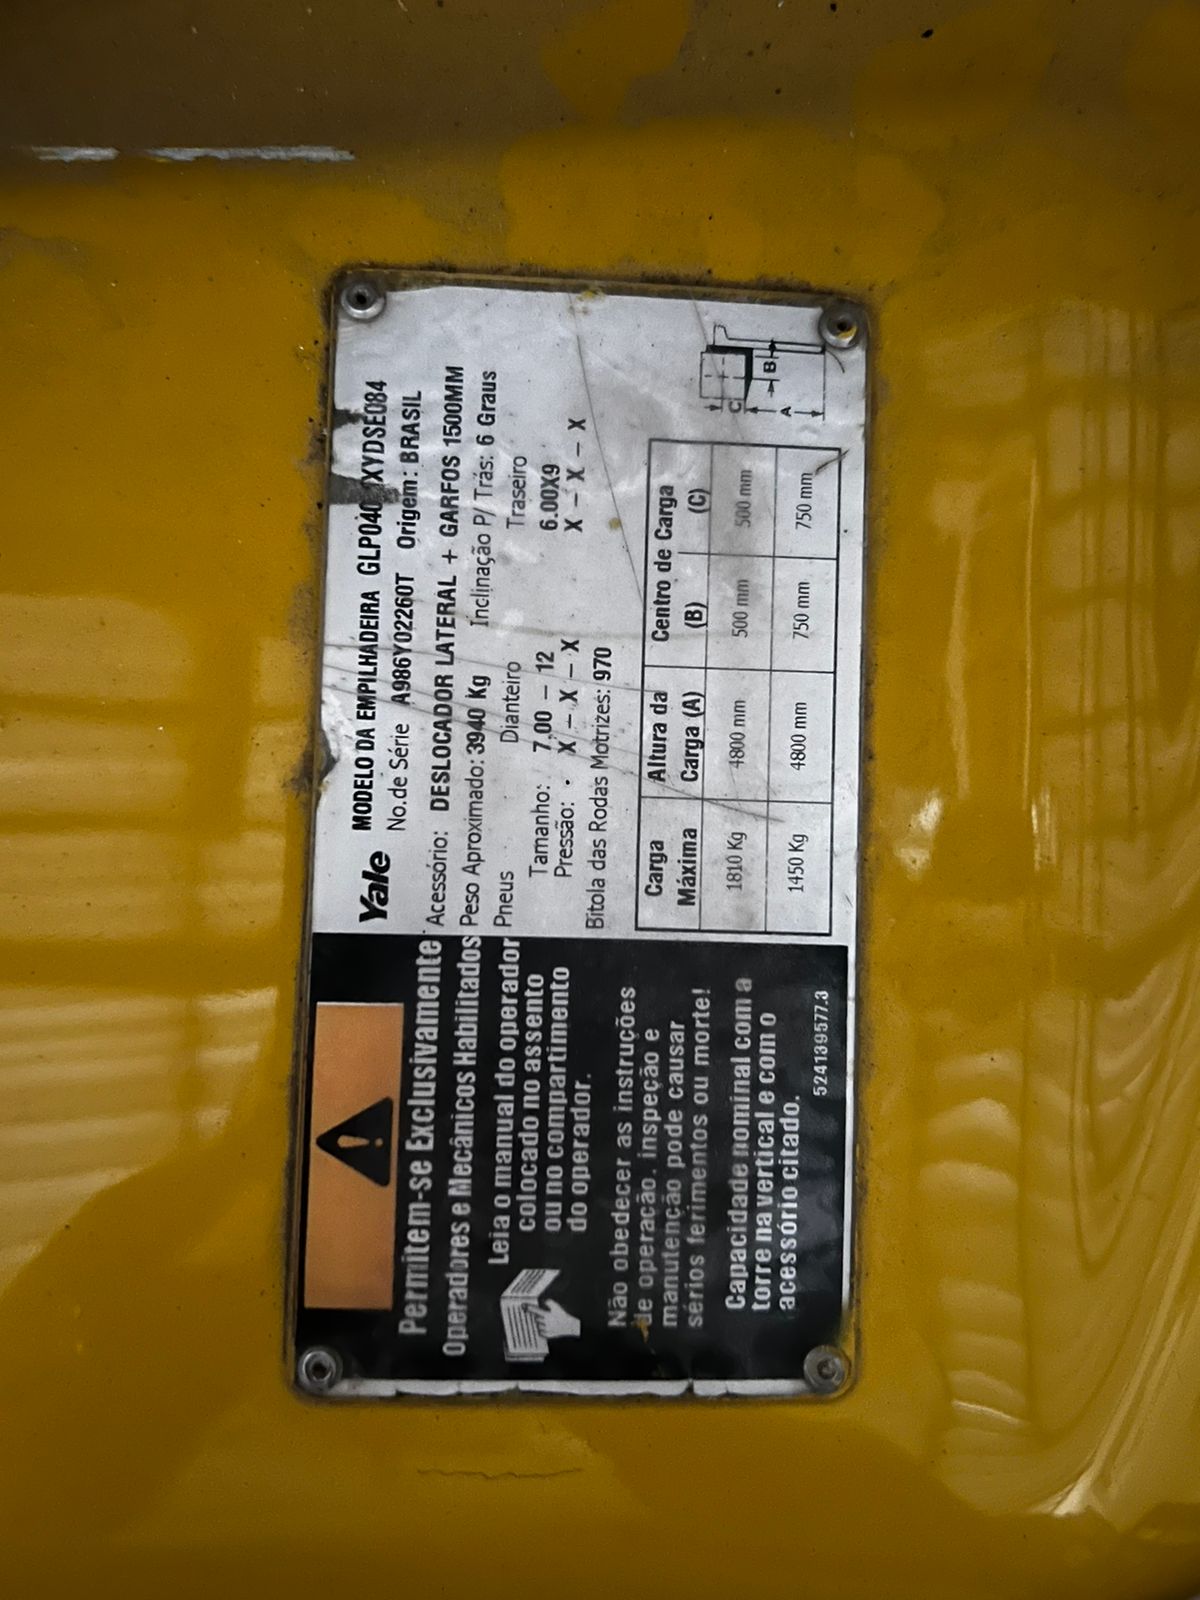 Permitem-se Exclusivamente
Operadores e Mecânicos Habilitados
Leia o manual do operador
colocado no assento
ou no compartimento
do operador.
Não obedecer as instruções
de operação, inspeção e
manutenção pode causar
sérios ferimentos ou morte!
Capacidade nominal com a
torre na vertical e com o
acessório citado.
524139577.3
Yale MODELO DA EMPILHADEIRA
No.de Série A986Y02260T Origem: BRASIL
Acessório: DESLOCADOR LATERAL + GARFOS 1500MM
Peso Aproximado: 3940 Kg Inclinação P/ Trás: 6 Graus
Pneus Dianteiro Traseiro
Tamanho: 7.00 – 12 6.00X9
Pressão: X – X – X X – X – X
Bitola das Rodas Motrizes: 970
Carga Máxima Altura da Carga (A) Centro de Carga (B) (C)
1810 Kg 4800 mm 500 mm 500 mm
1450 Kg 4800 mm 750 mm 750 mm
C
B
A